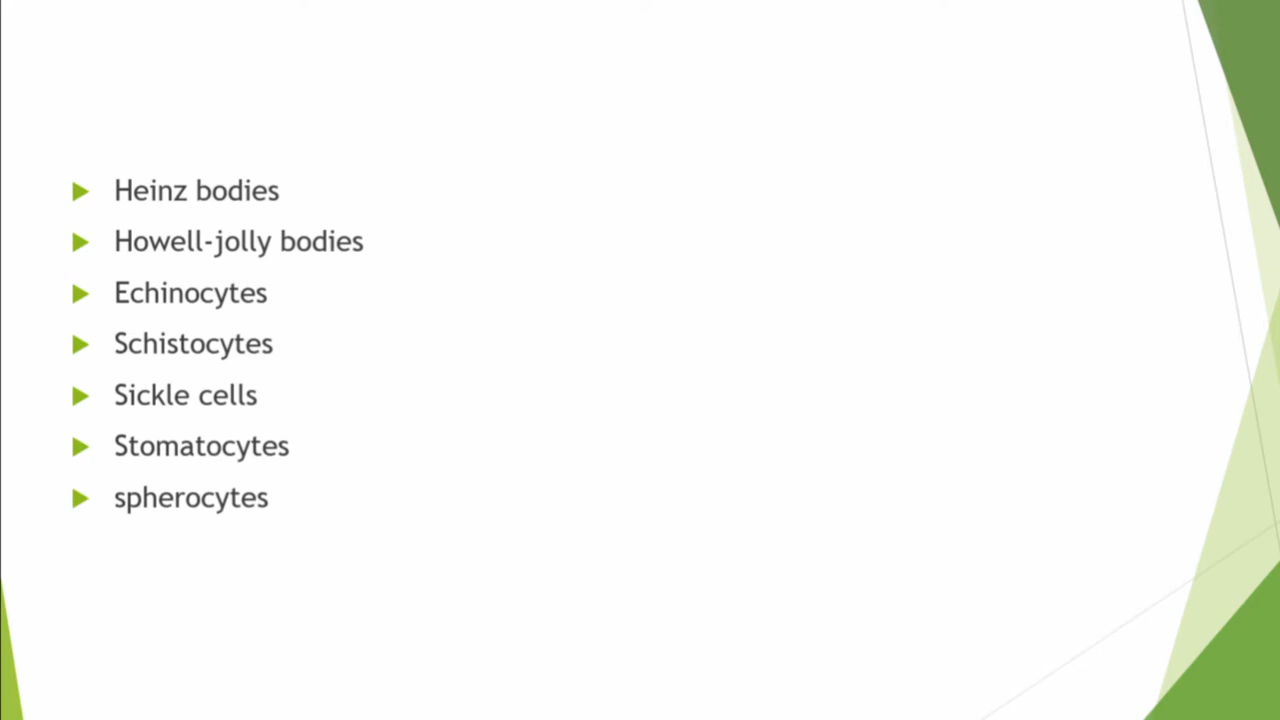 Heinz bodies
Howell-jolly bodies
Echinocytes
Schistocytes
Sickle cells
Stomatocytes
spherocytes